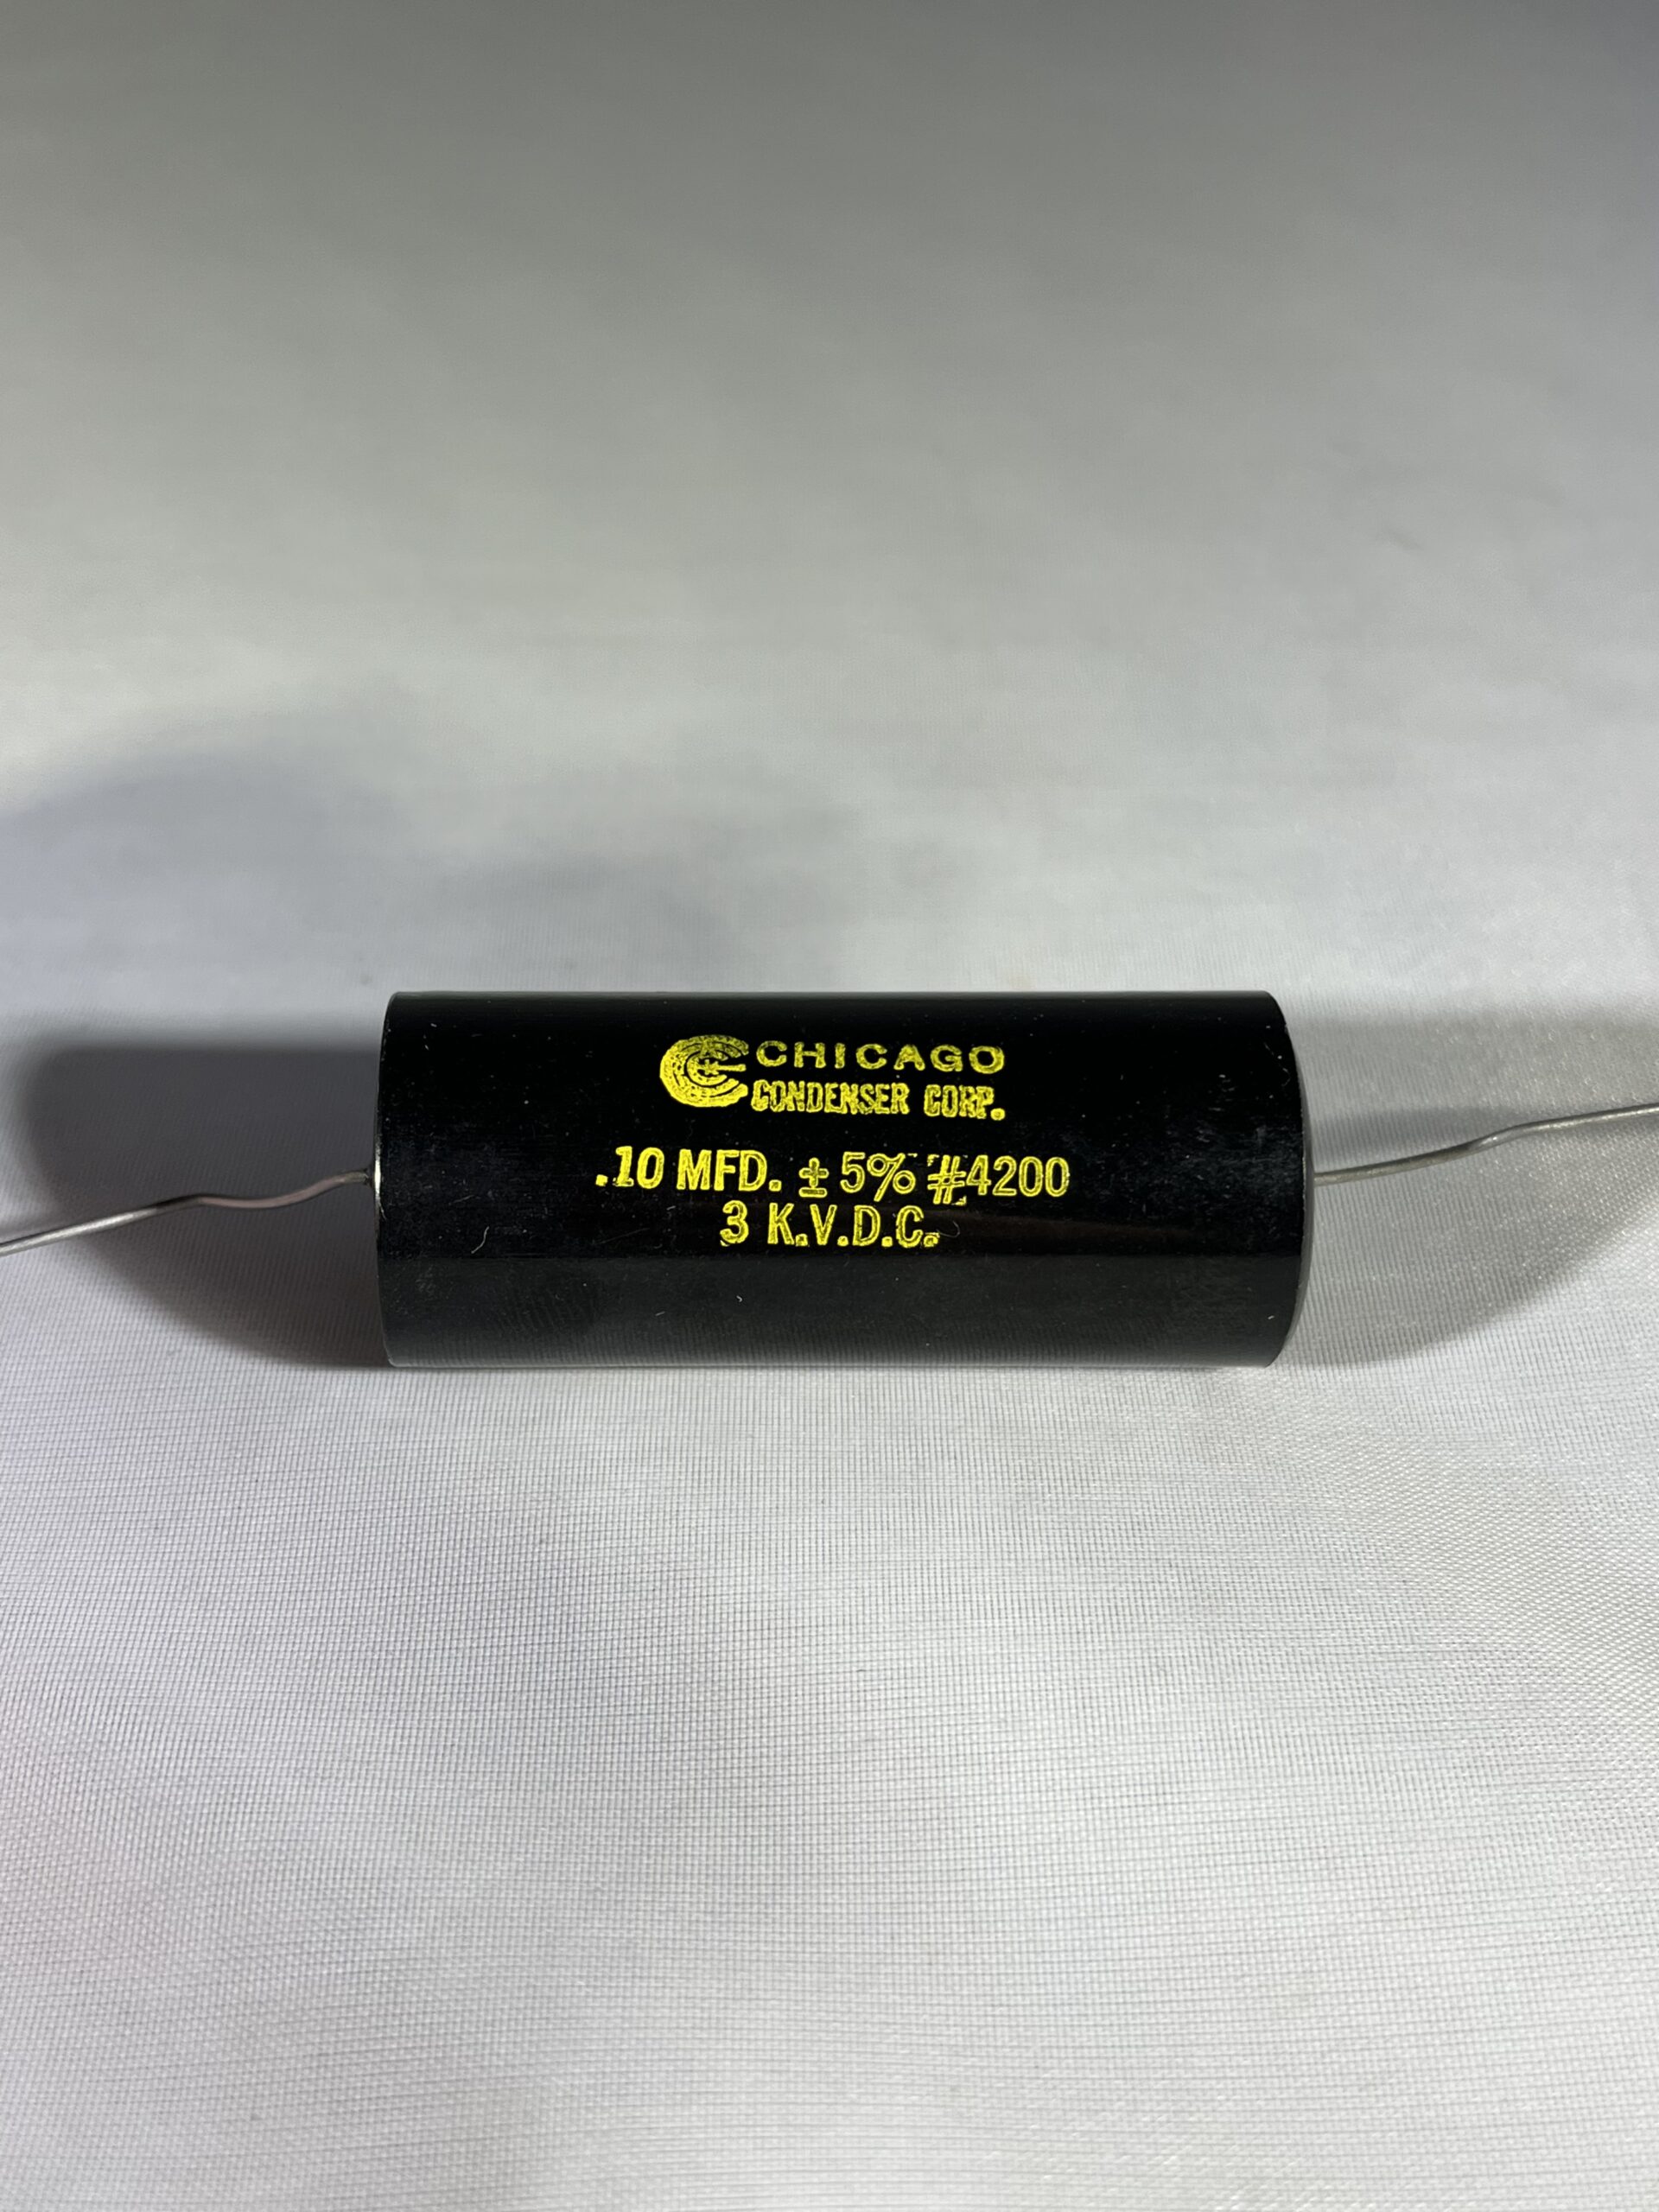 CHICAGO
CONDENSER CORP.
.10 MFD. ± 5% #4200
3 K.V.D.C.